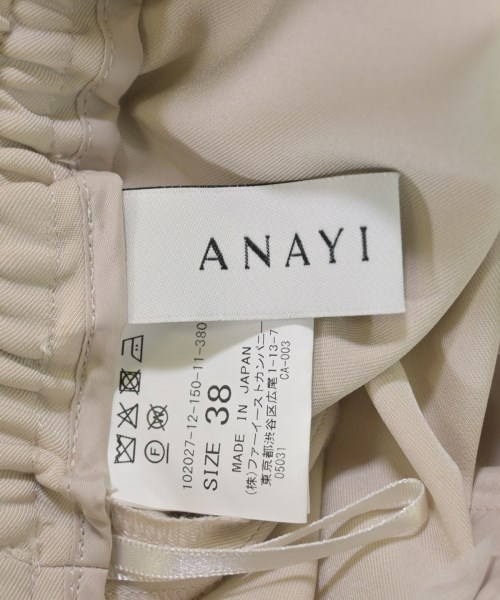 ANAYI
F
102027-12-150-11-380
SIZE 38
MADE IN JAPAN
(株)ファーイーストカンパニー
東京都渋谷区広尾1-13-7
05031 CA-003